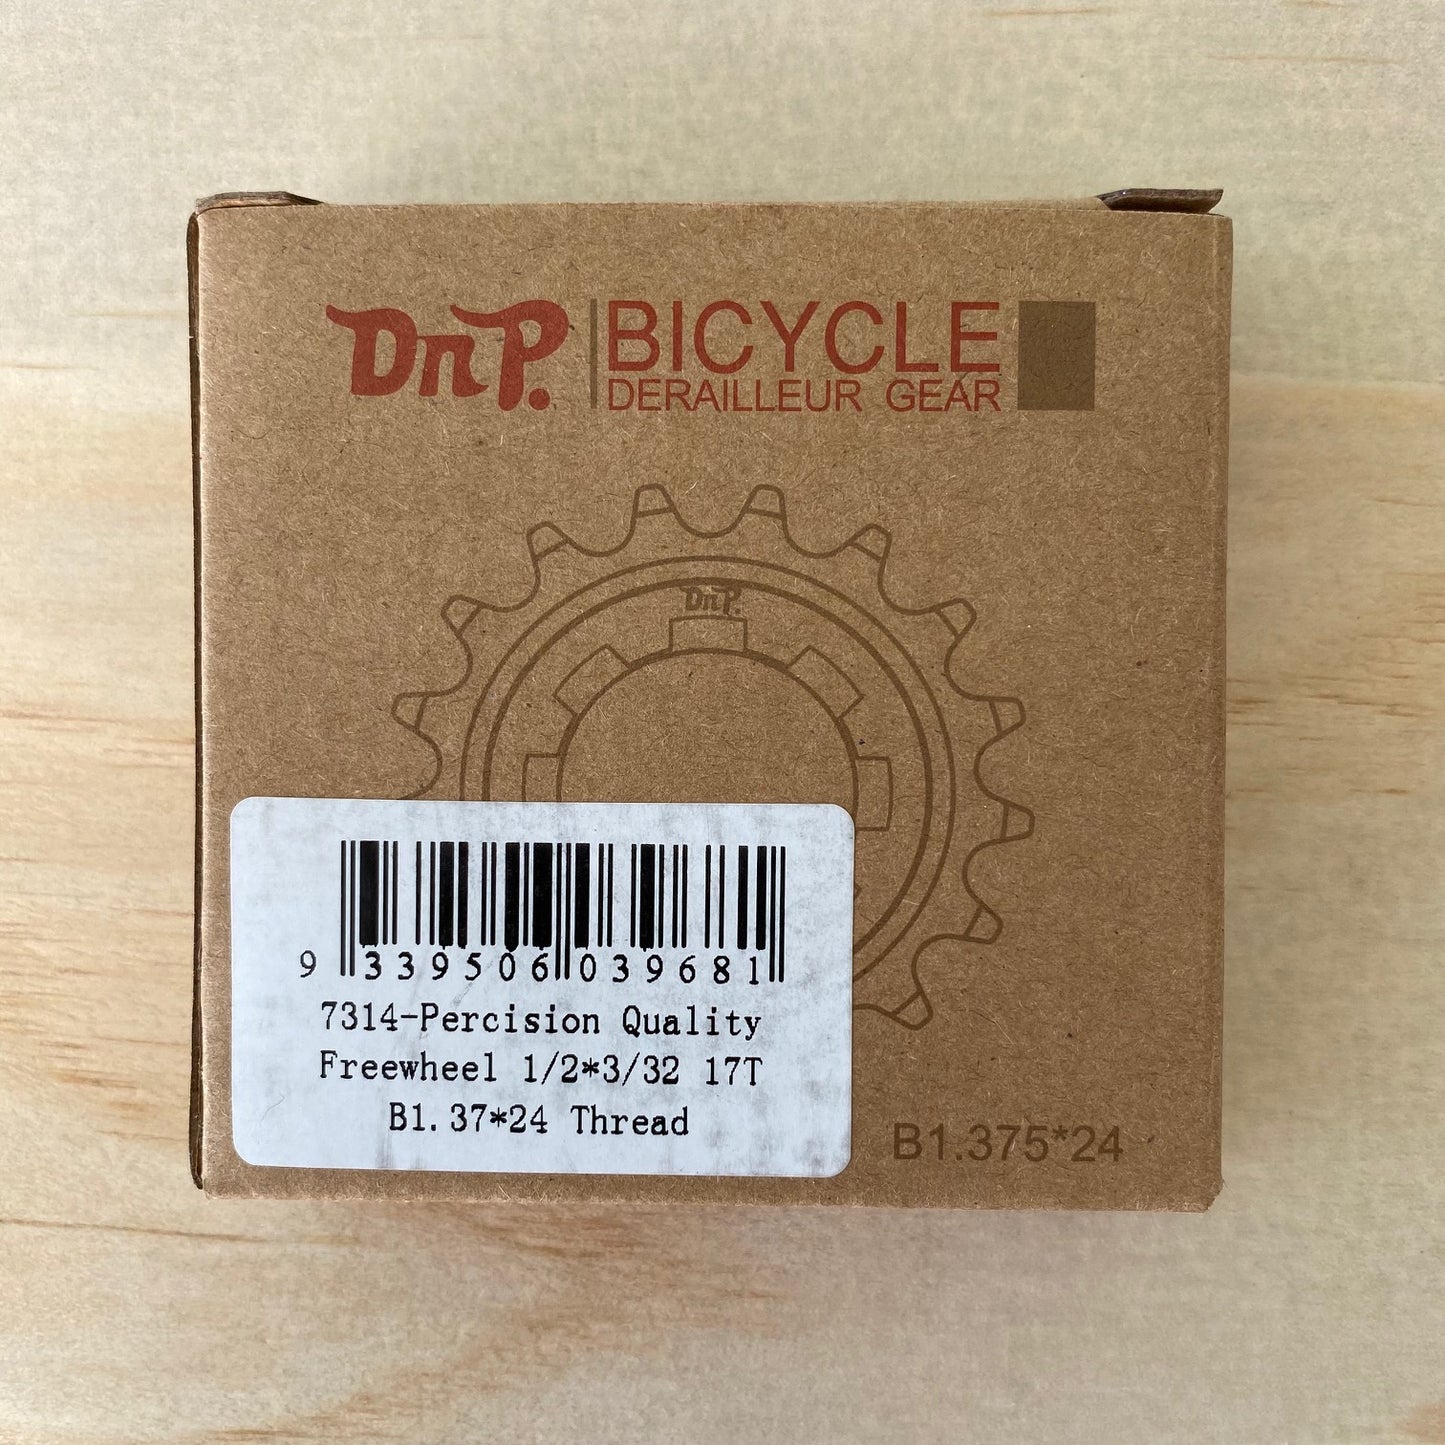 DnP. BICYCLE
DERAILLEUR GEAR
DnP.
9 339506 039681
7314-Percision Quality
Freewheel 1/2*3/32 17T
B1.37*24 Thread
B1.375*24